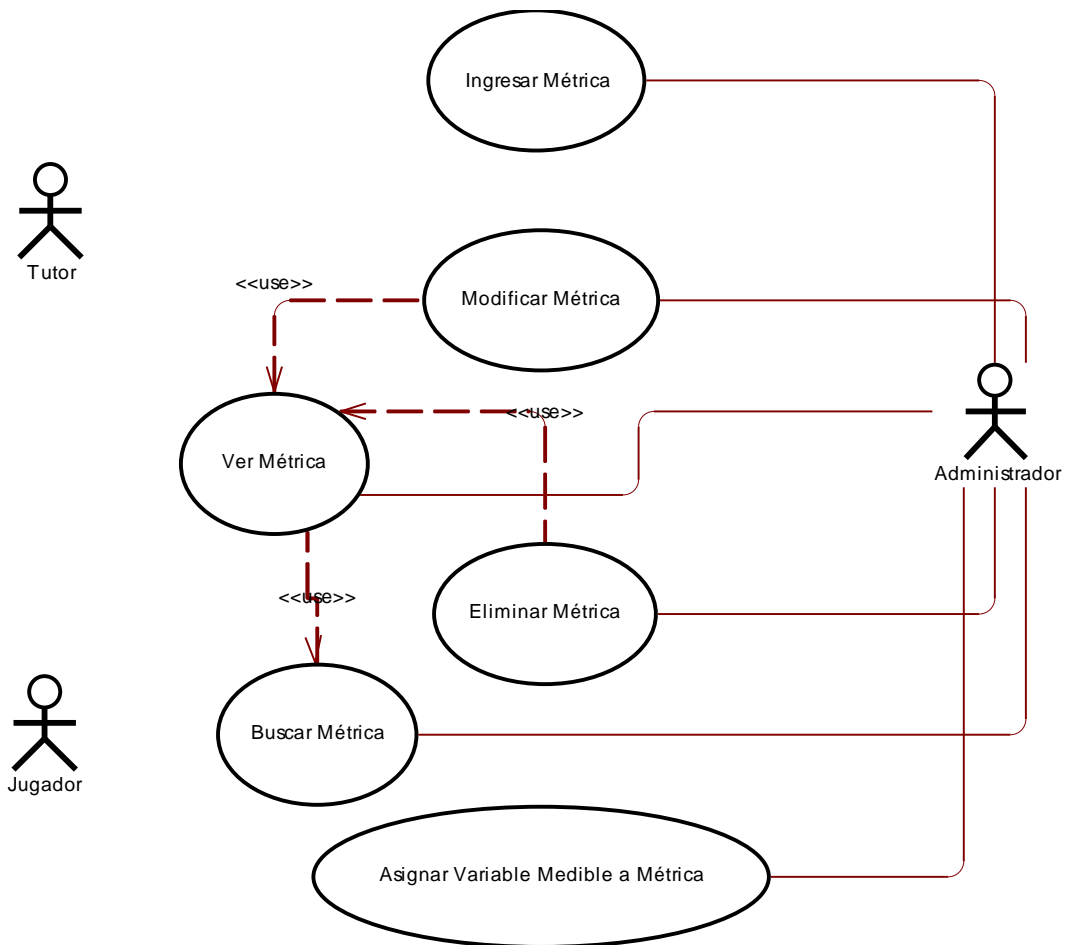 Ingresar Métrica
Tutor
<<use>>
Modificar Métrica
<<use>>
Ver Métrica
Administrador
<<use>>
Eliminar Métrica
Buscar Métrica
Jugador
Asignar Variable Medible a Métrica